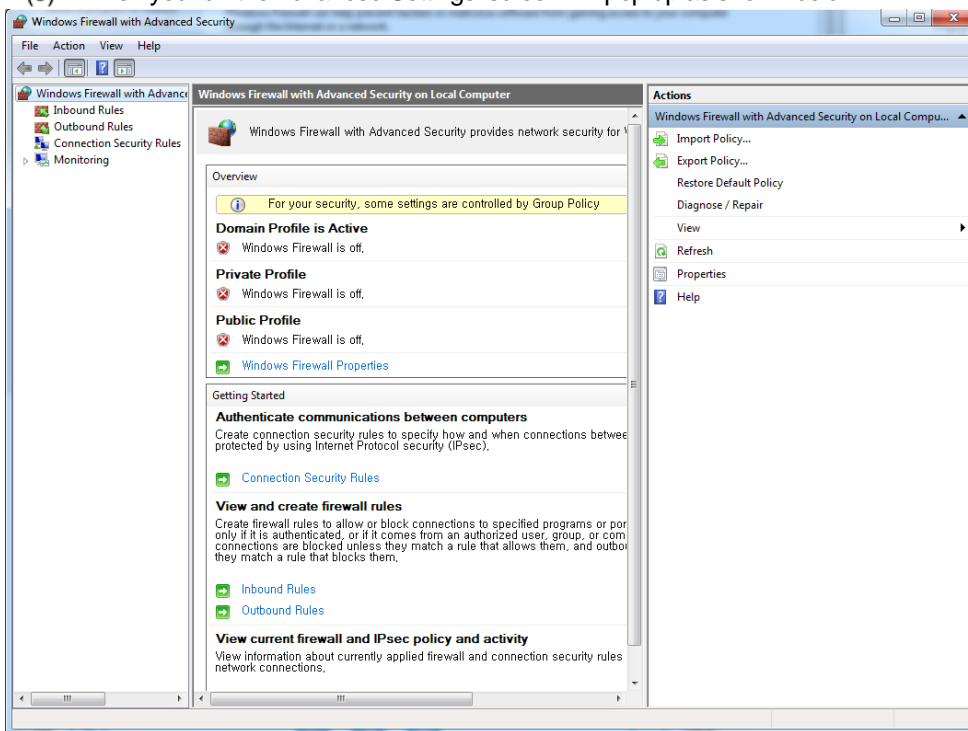 Windows Firewall with Advanced Security
File Action View Help
Windows Firewall with Advance
Inbound Rules
Outbound Rules
Connection Security Rules
Monitoring
Windows Firewall with Advanced Security on Local Computer
Windows Firewall with Advanced Security provides network security for
Overview
For your security, some settings are controlled by Group Policy
Domain Profile is Active
Windows Firewall is off.
Private Profile
Windows Firewall is off.
Public Profile
Windows Firewall is off.
Windows Firewall Properties
Getting Started
Authenticate communications between computers
Create connection security rules to specify how and when connections betwee
protected by using Internet Protocol security (IPsec).
Connection Security Rules
View and create firewall rules
Create firewall rules to allow or block connections to specified programs or por
only if it is authenticated, or if it comes from an authorized user, group, or com
connections are blocked unless they match a rule that allows them, and outbou
they match a rule that blocks them.
Inbound Rules
Outbound Rules
View current firewall and IPsec policy and activity
View information about currently applied firewall and connection security rules
network connections.
Actions
Windows Firewall with Advanced Security on Local Compu...
Import Policy...
Export Policy...
Restore Default Policy
Diagnose / Repair
View
Refresh
Properties
Help